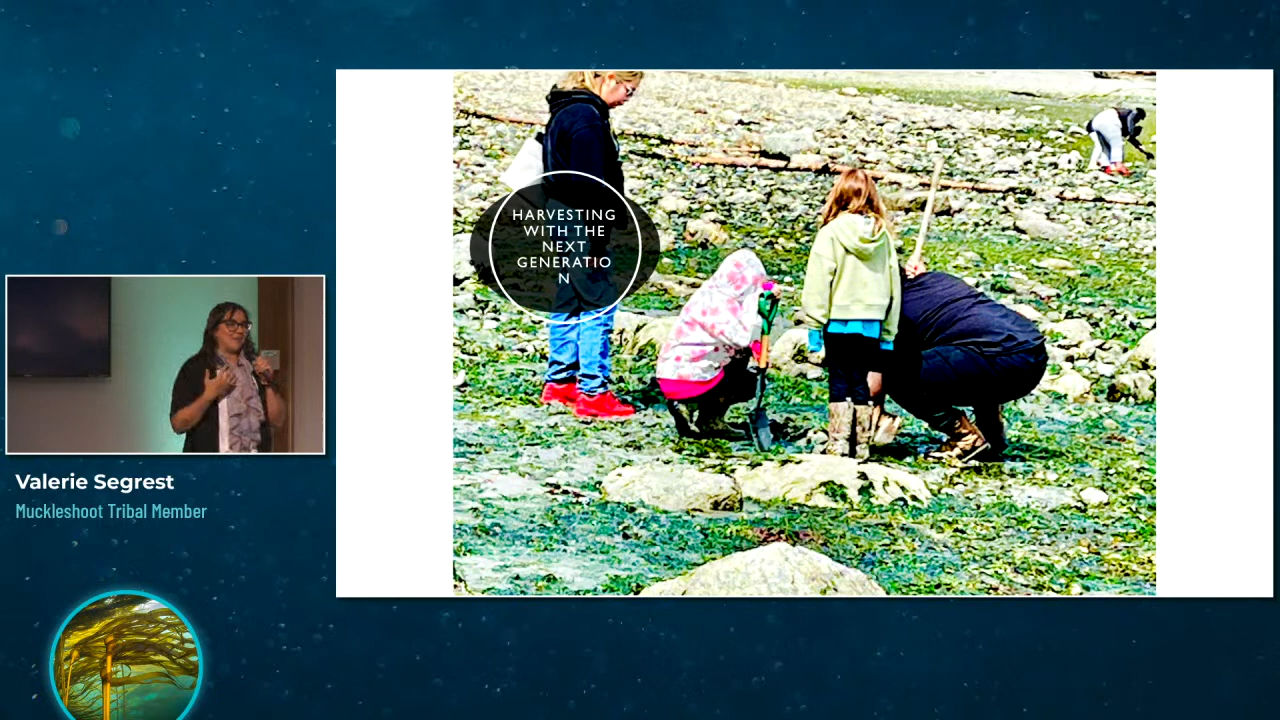 HARVESTING
WITH THE
NEXT
GENERATIO
N
Valerie Segrest
Muckleshoot Tribal Member